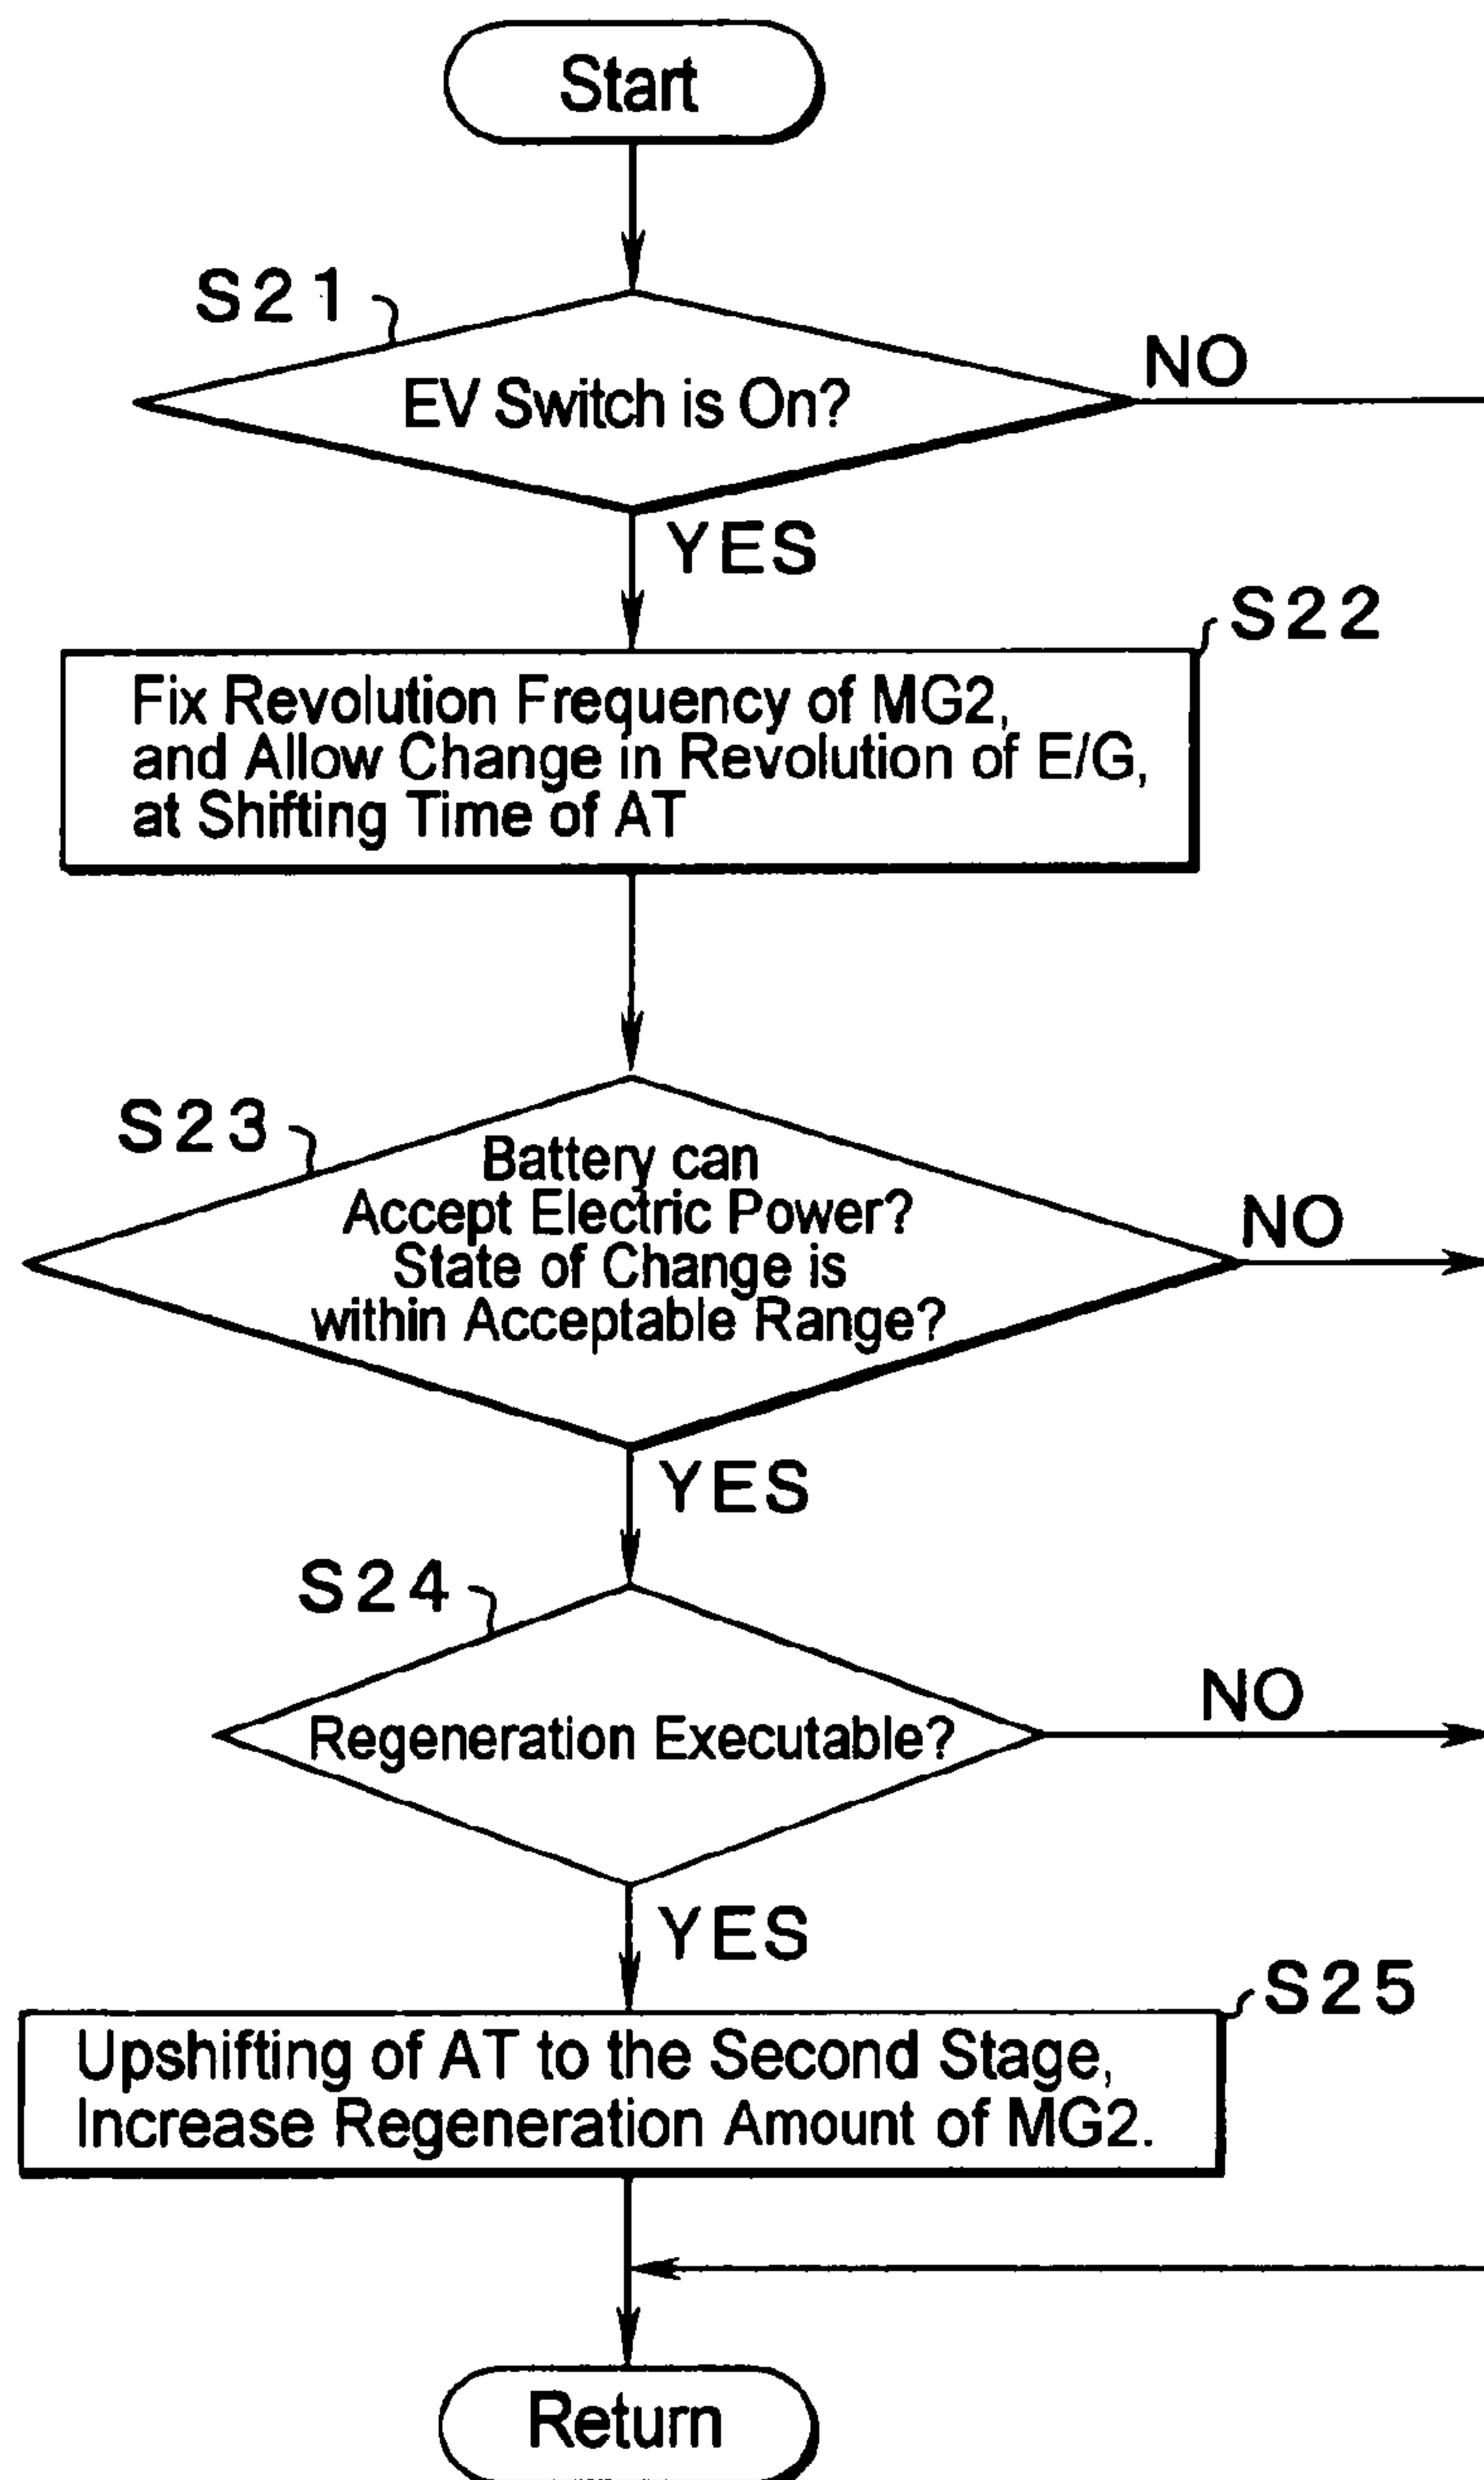 Start
S21
EV Switch is On?
NO
YES
S22
Fix Revolution Frequency of MG2,
and Allow Change in Revolution of E/G,
at Shifting Time of AT
S23
Battery can
Accept Electric Power?
State of Change is
within Acceptable Range?
NO
YES
S24
Regeneration Executable?
NO
YES
S25
Upshifting of AT to the Second Stage,
Increase Regeneration Amount of MG2.
Return